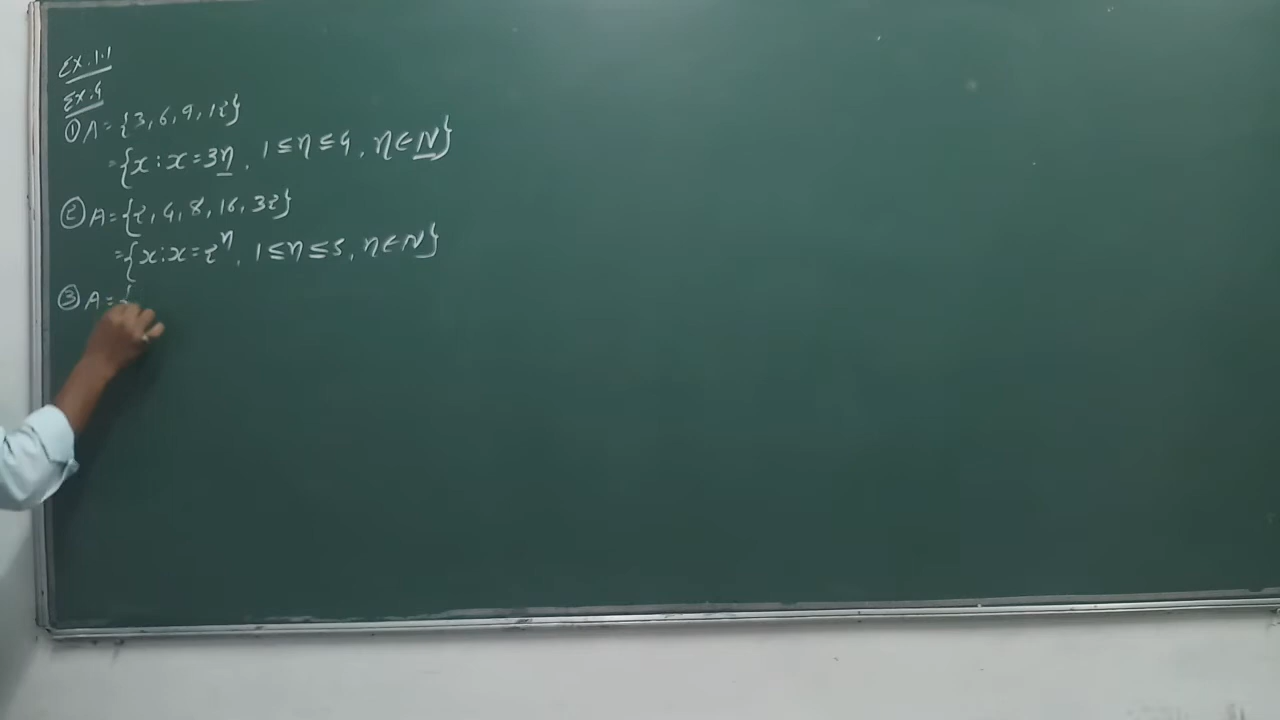 Ex.1.1
Ex.4
① A = {3, 6, 9, 12}
= {x : x = 3n, 1 ≤ n ≤ 4, n ∈ N}
② A = {2, 4, 8, 16, 32}
= {x : x = 2ⁿ, 1 ≤ n ≤ 5, n ∈ N}
③ A = {